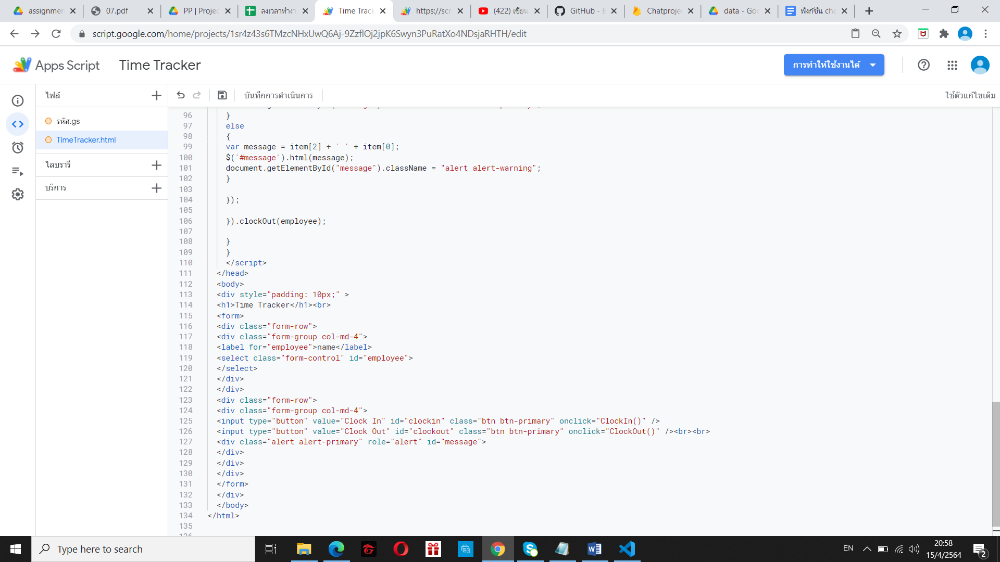 assignmen
07.pdf
PP | Projec
ลงเวลาทำงา
Time Track
https://scr
(422) เขียน
GitHub - E
Chatproje
data - Goo
ฟังก์ชัน cha
script.google.com/home/projects/1sr4z43s6TMzcNHxUwQ6Aj-9ZzflOj2jpK6Swyn3PuRatXo4NDsjaRHTH/edit
Apps Script
Time Tracker
การทำให้ใช้งานได้
ไฟล์
บันทึกการดำเนินการ
ใช้ตัวแก้ไขเดิม
รหัส.gs
TimeTracker.html
ไลบรารี
บริการ
96 }
97 else
98 {
99 var message = item[2] + ' ' + item[0];
100 $('#message').html(message);
101 document.getElementById("message").className = "alert alert-warning";
102 }
103
104 });
105
106 }).clockOut(employee);
107
108 }
109 }
110 </script>
111 </head>
112 <body>
113 <div style="padding: 10px;" >
114 <h1>Time Tracker</h1><br>
115 <form>
116 <div class="form-row">
117 <div class="form-group col-md-4">
118 <label for="employee">name</label>
119 <select class="form-control" id="employee">
120 </select>
121 </div>
122 </div>
123 <div class="form-row">
124 <div class="form-group col-md-4">
125 <input type="button" value="Clock In" id="clockin" class="btn btn-primary" onclick="ClockIn()" />
126 <input type="button" value="Clock Out" id="clockout" class="btn btn-primary" onclick="ClockOut()" /><br><br>
127 <div class="alert alert-primary" role="alert" id="message">
128 </div>
129 </div>
130 </div>
131 </form>
132 </div>
133 </body>
134 </html>
135
Type here to search
EN
20:58
15/4/2564
2